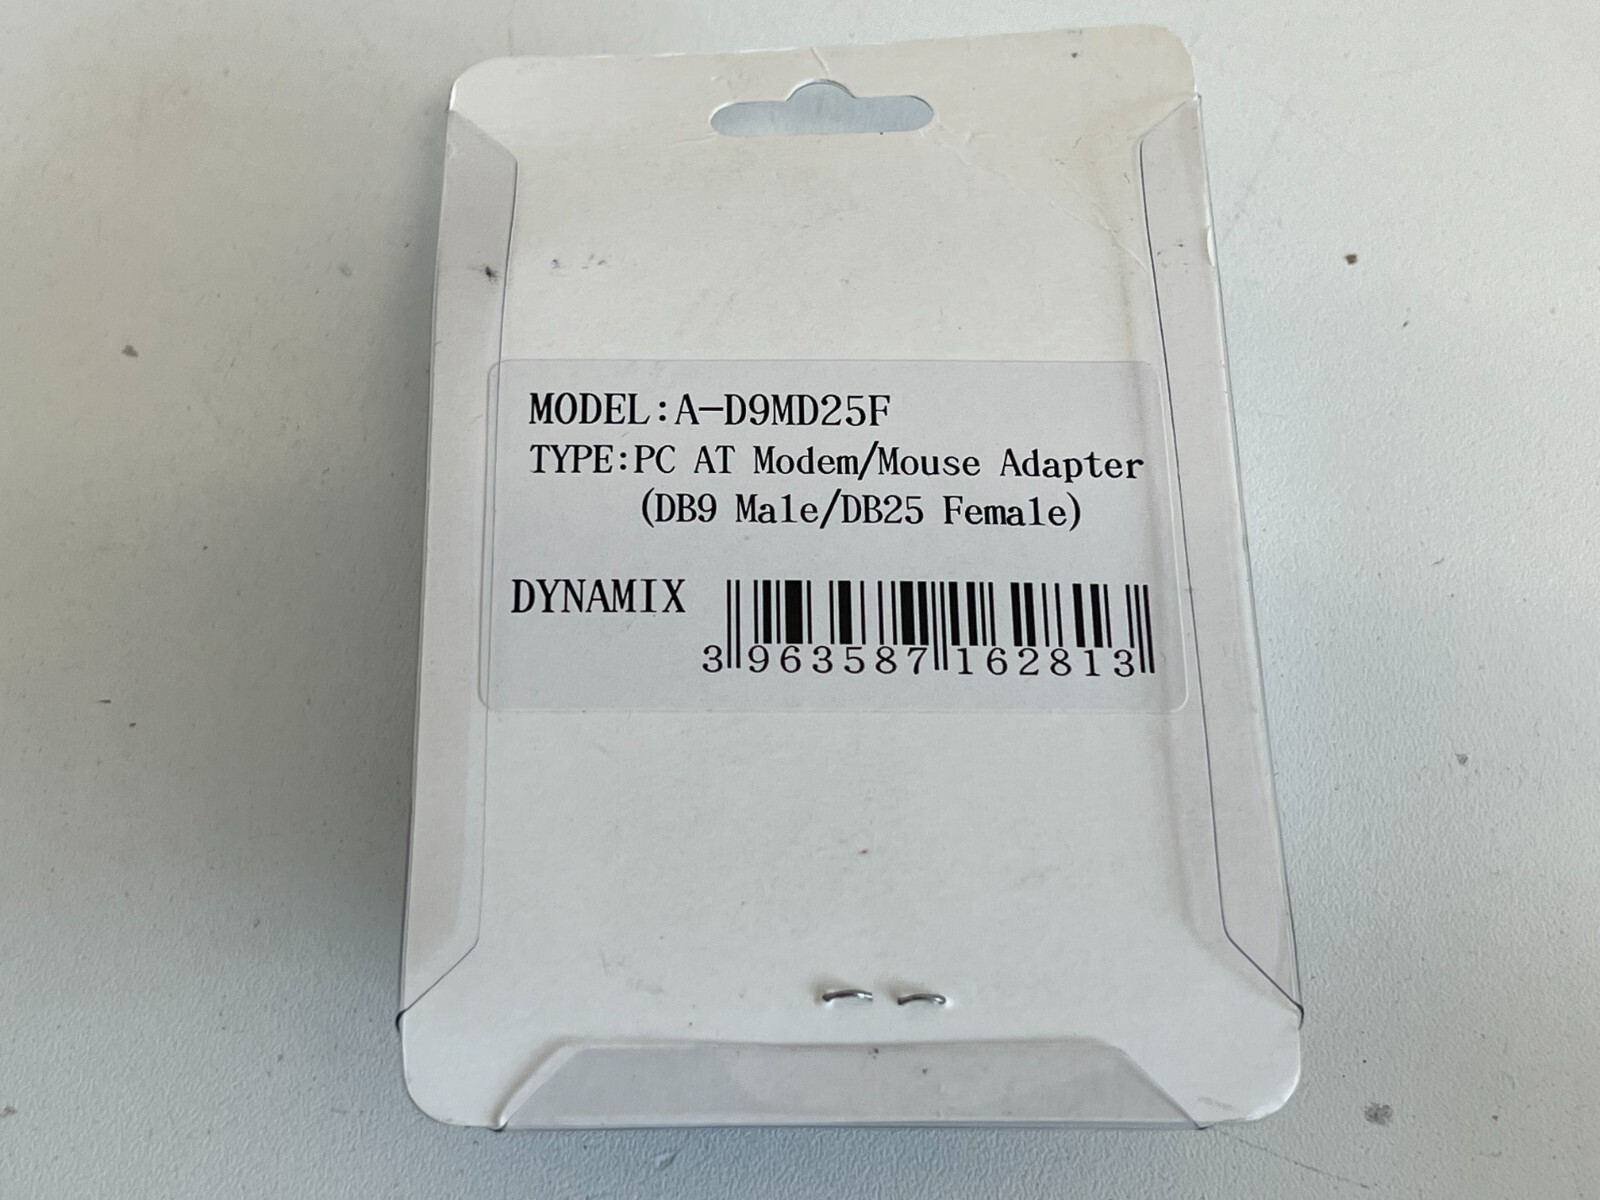 MODEL:A-D9MD25F
TYPE:PC AT Modem/Mouse Adapter
(DB9 Male/DB25 Female)
DYNAMIX
3 963587 162813